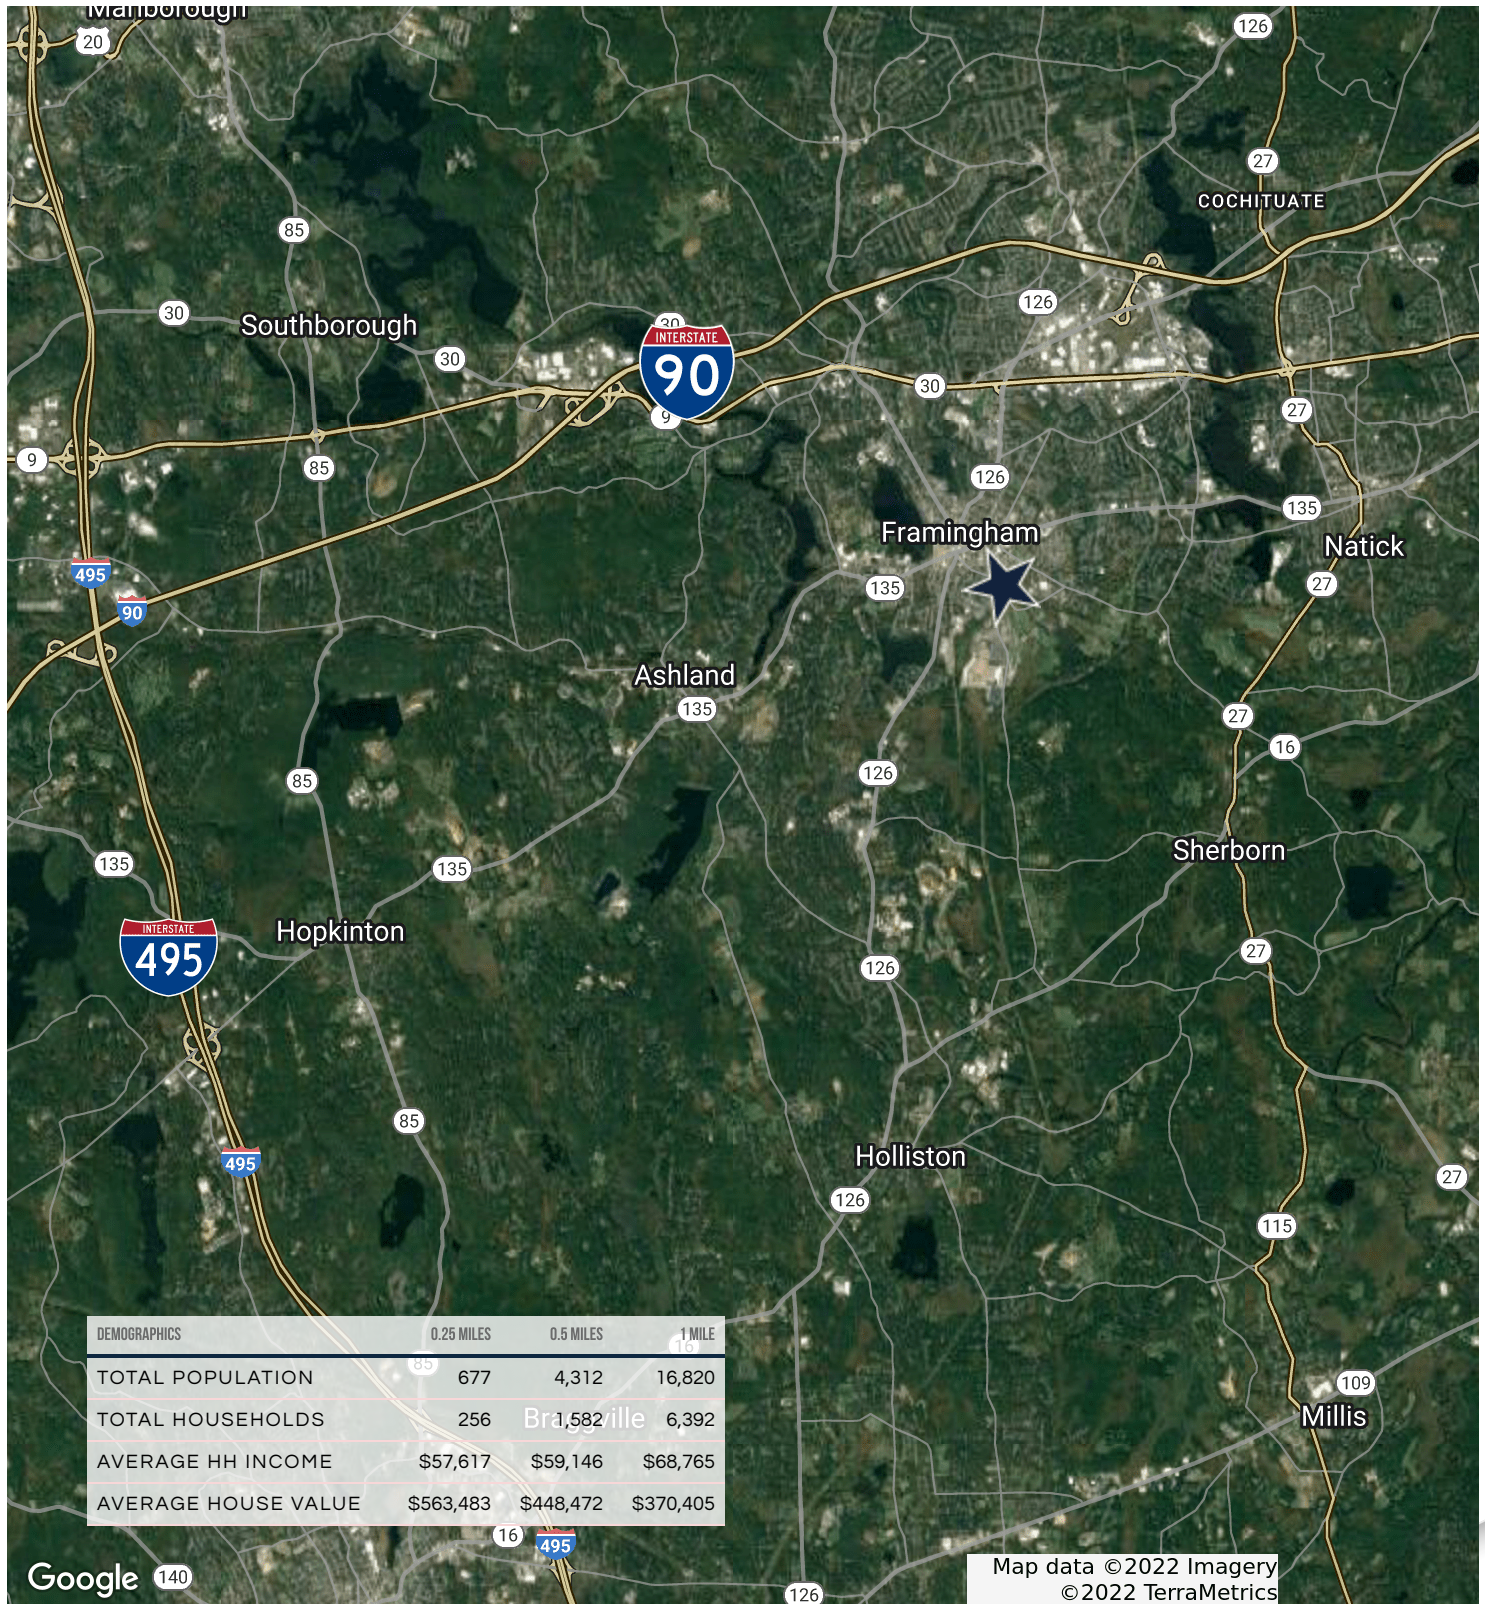 Marlborough
20
126
27
COCHITUATE
85
30
Southborough
30
126
30
INTERSTATE
90
30
9
27
9
85
126
135
Framingham
Natick
495
90
135
27
Ashland
135
27
16
126
85
Sherborn
135
135
Hopkinton
INTERSTATE
495
27
126
85
Holliston
495
27
126
115
DEMOGRAPHICS 0.25 MILES 0.5 MILES 1 MILE
16
85
TOTAL POPULATION 677 4,312 16,820
109
TOTAL HOUSEHOLDS 256 1,582 6,392
Braggville
Millis
AVERAGE HH INCOME $57,617 $59,146 $68,765
AVERAGE HOUSE VALUE $563,483 $448,472 $370,405
16
495
Google
140
126
Map data ©2022 Imagery
©2022 TerraMetrics